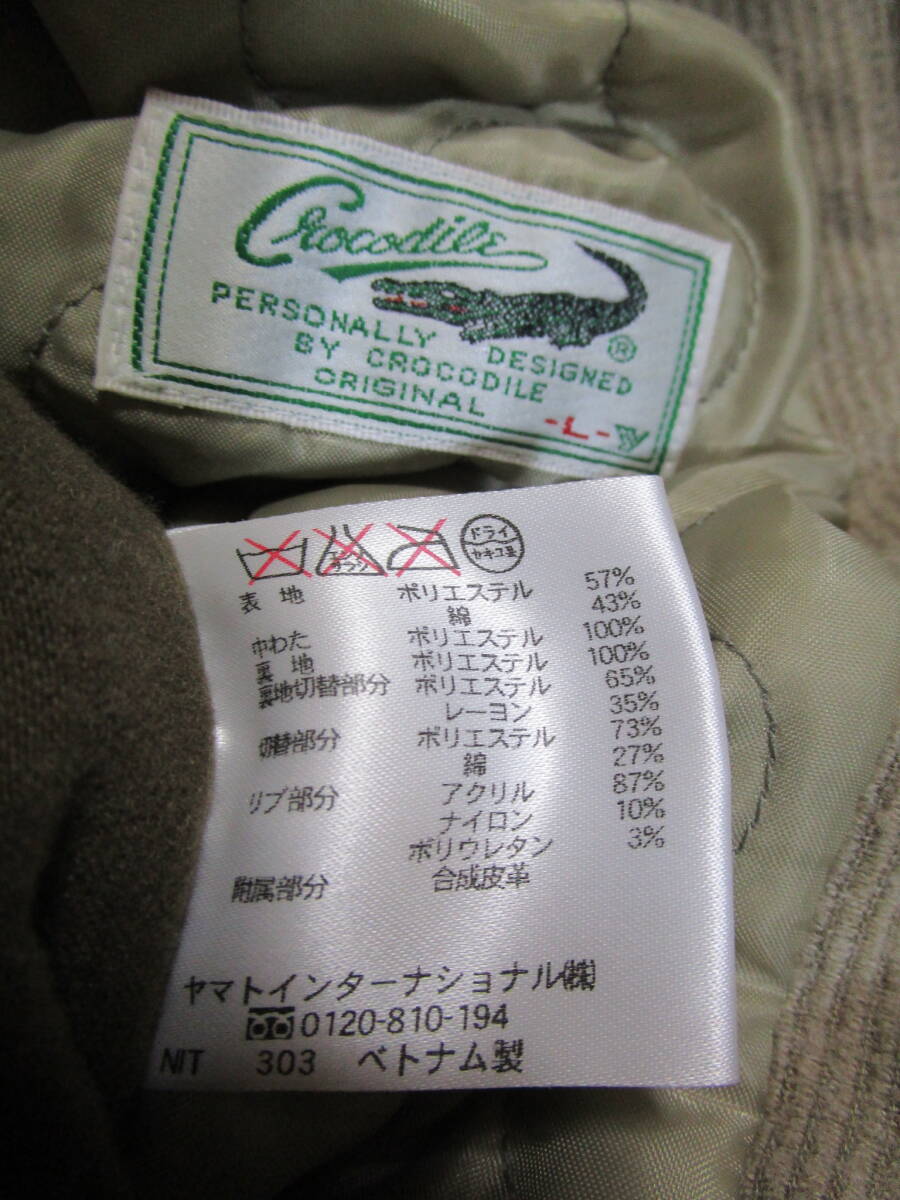 Crocodile
®
PERSONALLY DESIGNED
BY CROCODILE
ORIGINAL
-L-
ドライ
セキユ系
表地 ポリエステル 57%
綿 43%
中わた ポリエステル 100%
裏地 ポリエステル 100%
裏地切替部分 ポリエステル 65%
レーヨン 35%
切替部分 ポリエステル 73%
綿 27%
リブ部分 アクリル 87%
ナイロン 10%
ポリウレタン 3%
附属部分 合成皮革
ヤマトインターナショナル㈱
0120-810-194
NIT 303 ベトナム製